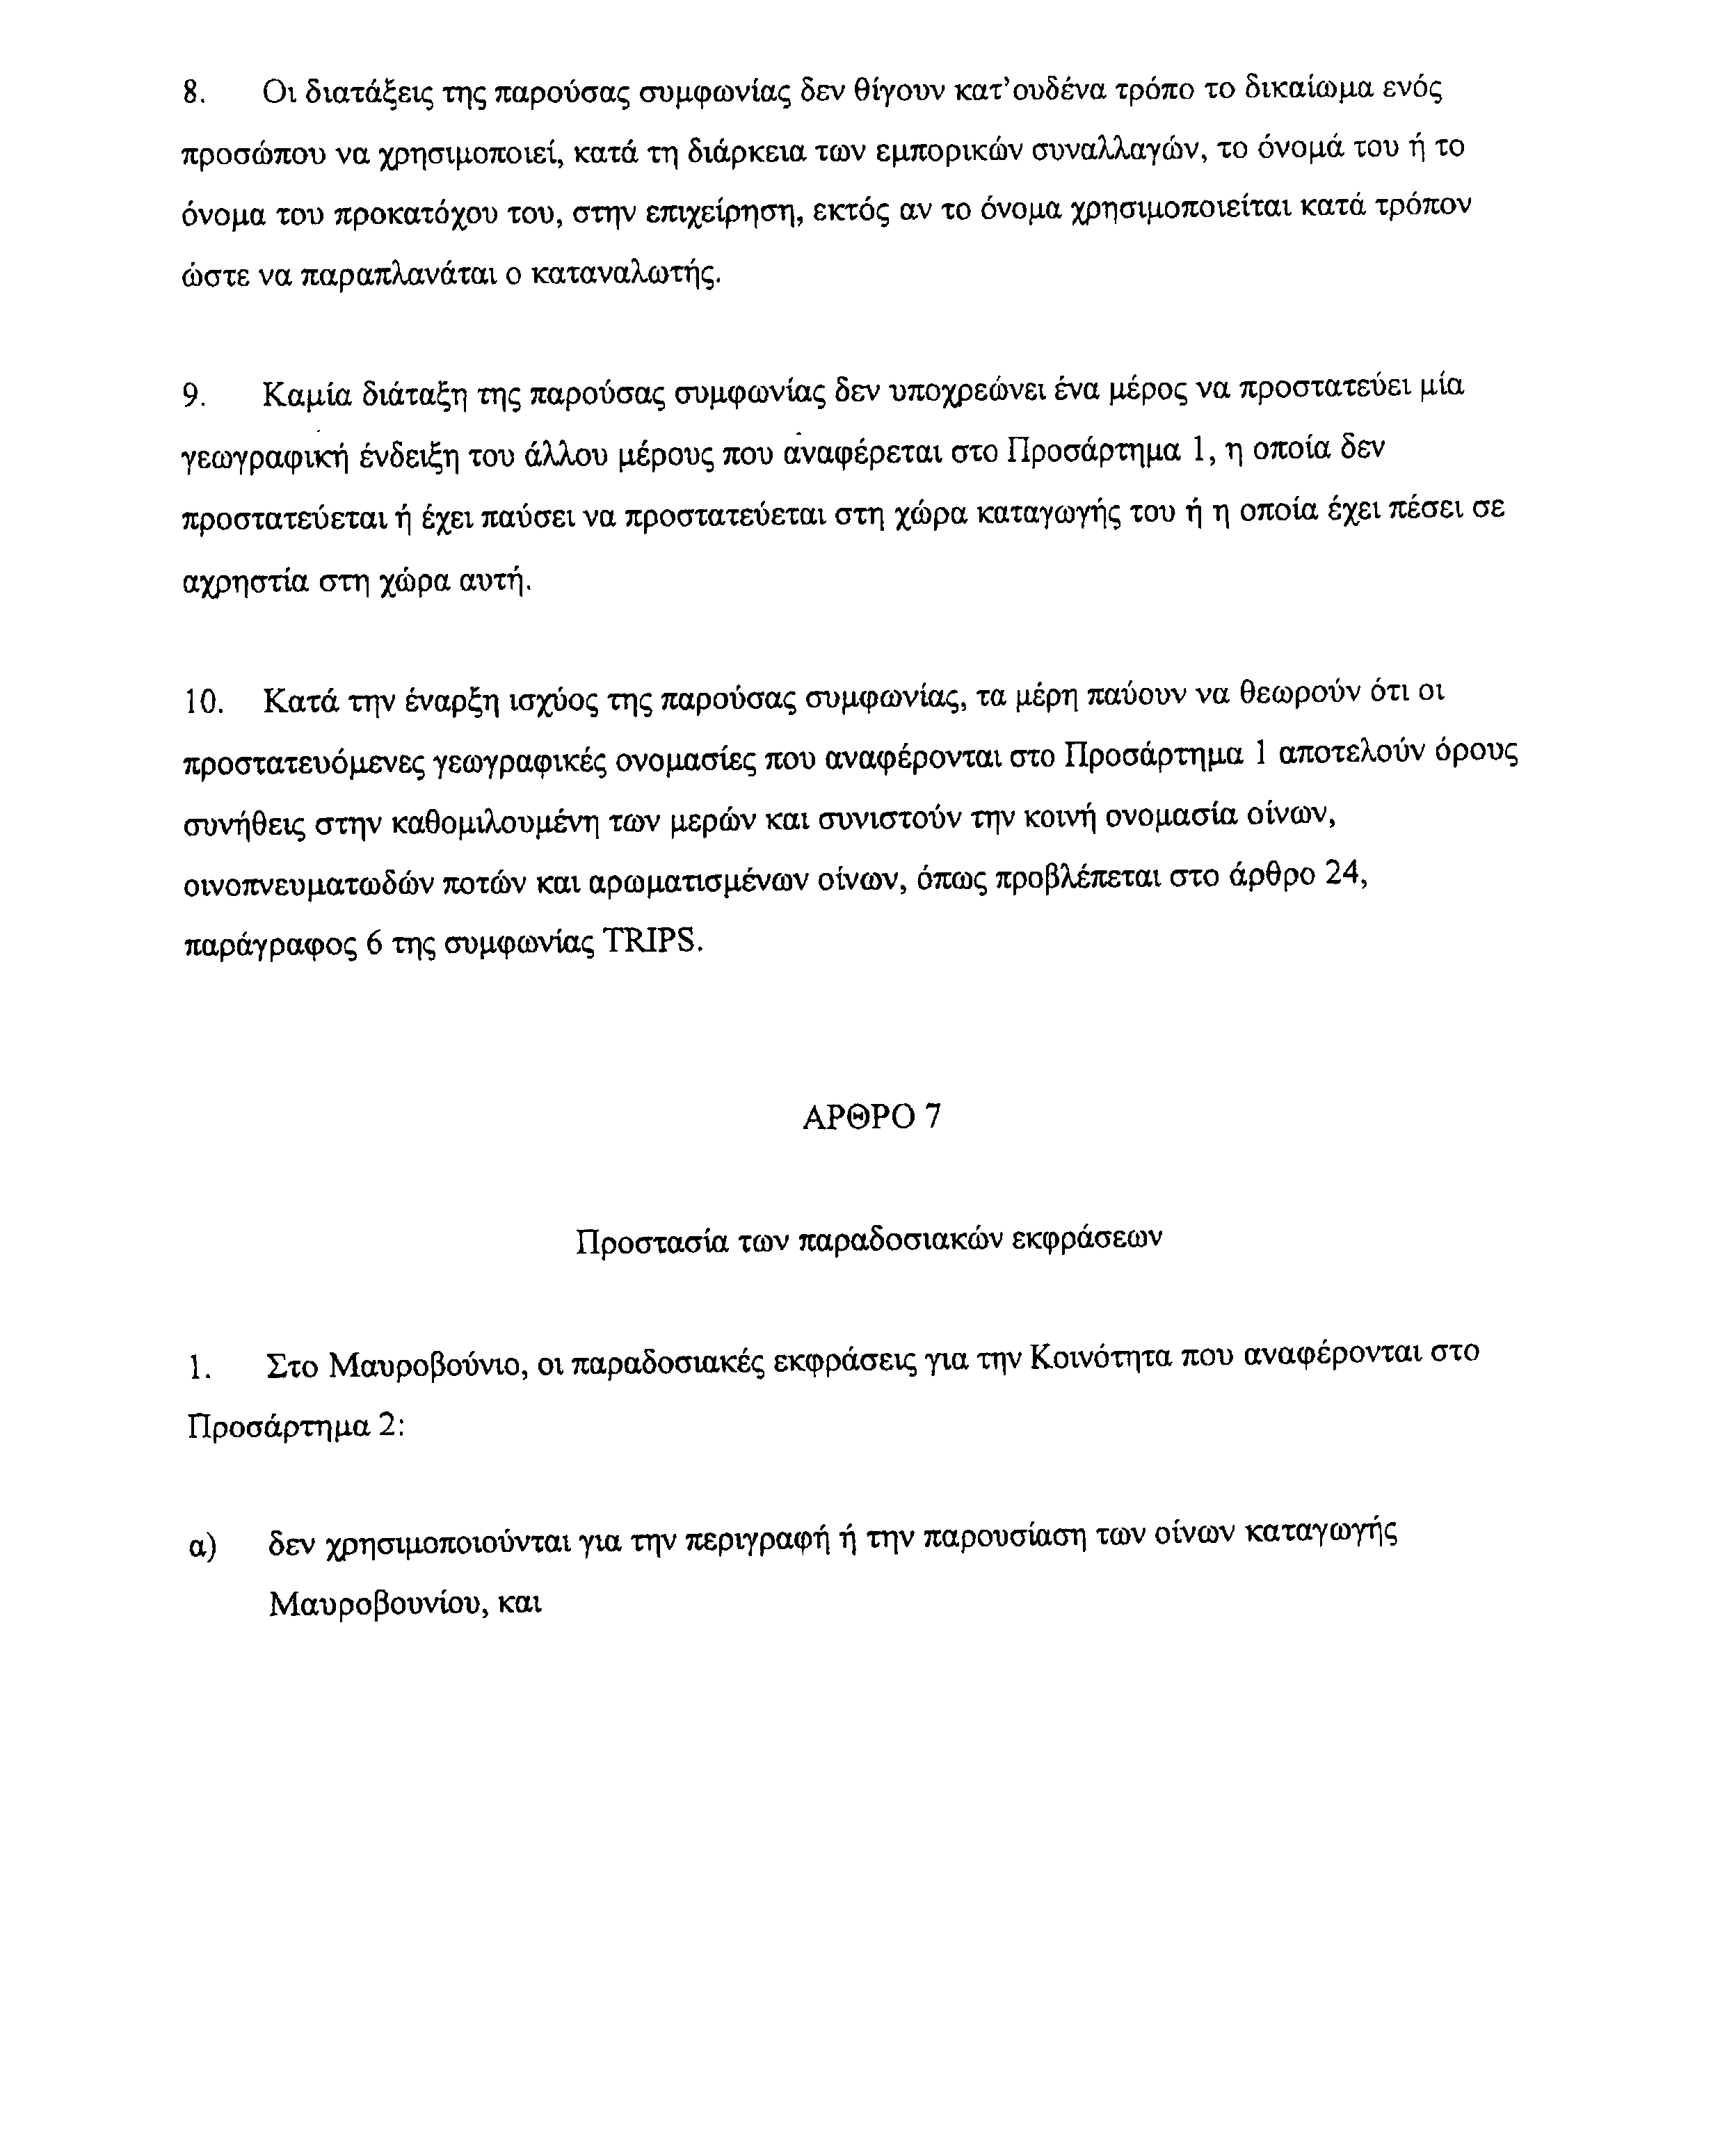 8. Οι διατάξεις της παρούσας συμφωνίας δεν θίγουν κατ’ουδένα τρόπο το δικαίωμα ενός
προσώπου να χρησιμοποιεί, κατά τη διάρκεια των εμπορικών συναλλαγών, το όνομά του ή το
όνομα του προκατόχου του, στην επιχείρηση, εκτός αν το όνομα χρησιμοποιείται κατά τρόπον
ώστε να παραπλανάται ο καταναλωτής.
9. Καμία διάταξη της παρούσας συμφωνίας δεν υποχρεώνει ένα μέρος να προστατεύει μία
γεωγραφική ένδειξη του άλλου μέρους που αναφέρεται στο Προσάρτημα 1, η οποία δεν
προστατεύεται ή έχει παύσει να προστατεύεται στη χώρα καταγωγής του ή η οποία έχει πέσει σε
αχρηστία στη χώρα αυτή.
10. Κατά την έναρξη ισχύος της παρούσας συμφωνίας, τα μέρη παύουν να θεωρούν ότι οι
προστατευόμενες γεωγραφικές ονομασίες που αναφέρονται στο Προσάρτημα 1 αποτελούν όρους
συνήθεις στην καθομιλουμένη των μερών και συνιστούν την κοινή ονομασία οίνων,
οινοπνευματωδών ποτών και αρωματισμένων οίνων, όπως προβλέπεται στο άρθρο 24,
παράγραφος 6 της συμφωνίας TRIPS.
ΑΡΘΡΟ 7
Προστασία των παραδοσιακών εκφράσεων
1. Στο Μαυροβούνιο, οι παραδοσιακές εκφράσεις για την Κοινότητα που αναφέρονται στο
Προσάρτημα 2:
α) δεν χρησιμοποιούνται για την περιγραφή ή την παρουσίαση των οίνων καταγωγής
Μαυροβουνίου, και